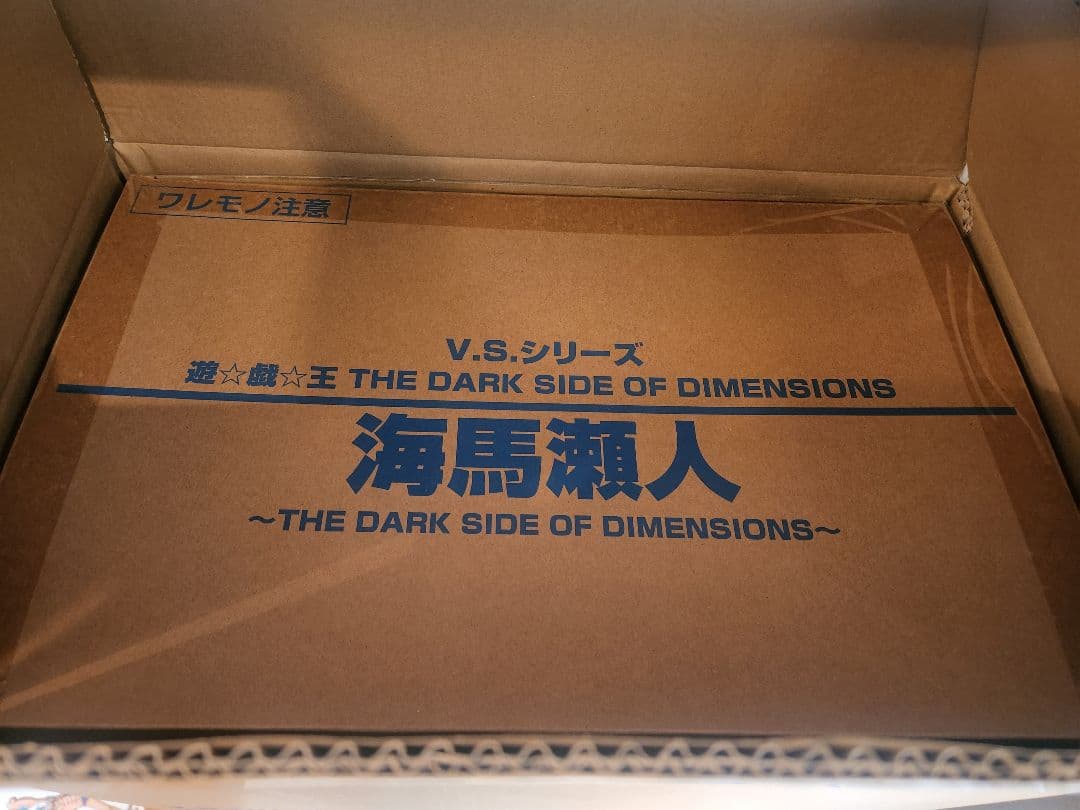 ワレモノ注意
V.S.シリーズ
遊☆戯☆王 THE DARK SIDE OF DIMENSIONS
海馬瀬人
～THE DARK SIDE OF DIMENSIONS～